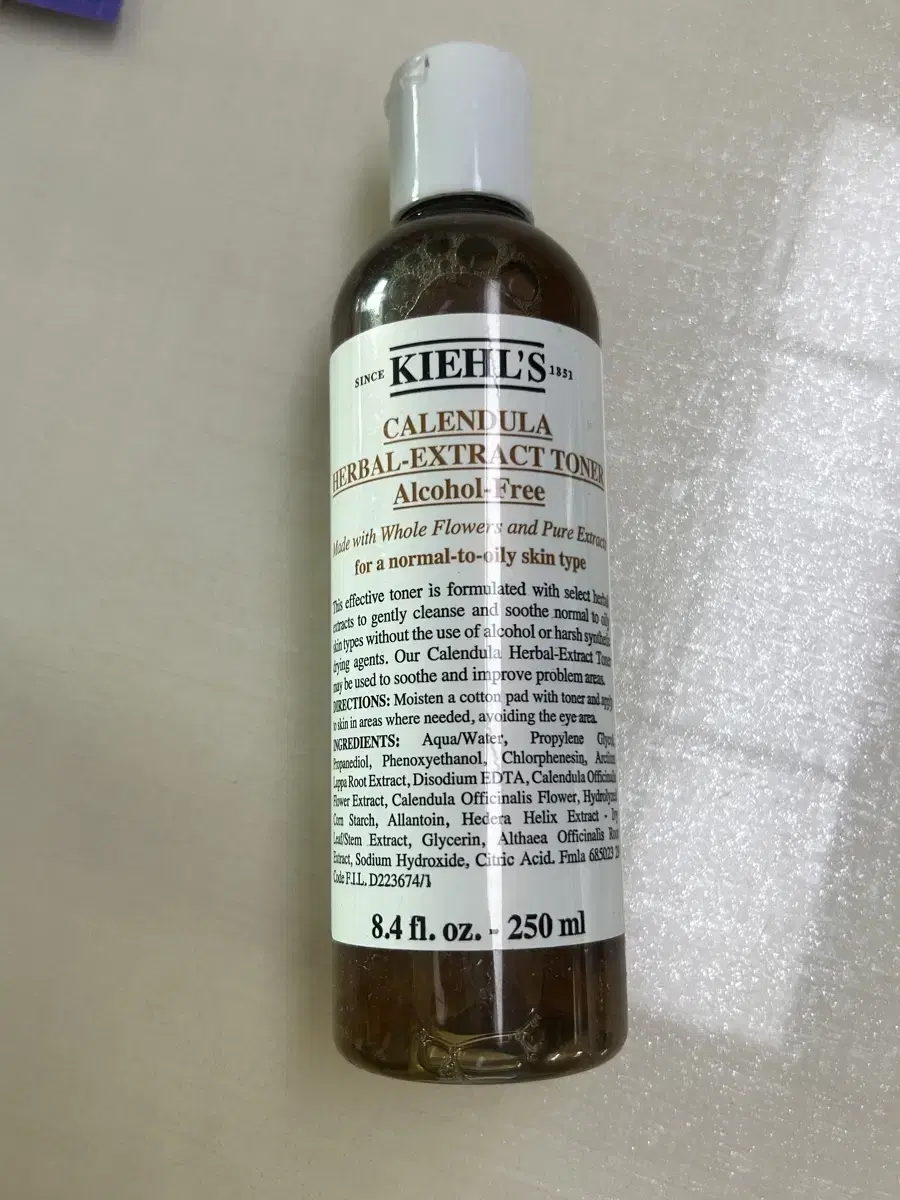 SINCE KIEHL'S 1851
CALENDULA
HERBAL-EXTRACT TONER
Alcohol-Free
Made with Whole Flowers and Pure Extracts
for a normal-to-oily skin type
This effective toner is formulated with select herbal
extracts to gently cleanse and soothe normal to oily
skin types without the use of alcohol or harsh synthetic
drying agents. Our Calendula Herbal-Extract Toner
may be used to soothe and improve problem areas.
DIRECTIONS: Moisten a cotton pad with toner and apply
to skin in areas where needed, avoiding the eye area.
INGREDIENTS: Aqua/Water, Propylene Glycol,
Propanediol, Phenoxyethanol, Chlorphenesin, Arctium
Lappa Root Extract, Disodium EDTA, Calendula Officinalis
Flower Extract, Calendula Officinalis Flower, Hydrolyzed
Corn Starch, Allantoin, Hedera Helix Extract - Ivy
Leaf/Stem Extract, Glycerin, Althaea Officinalis Root
Extract, Sodium Hydroxide, Citric Acid. Fmla 685023
Code F.I.L. D223674/1
8.4 fl. oz. - 250 ml